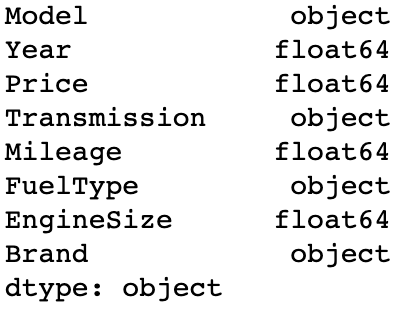 Model object
Year float64
Price float64
Transmission object
Mileage float64
FuelType object
EngineSize float64
Brand object
dtype: object